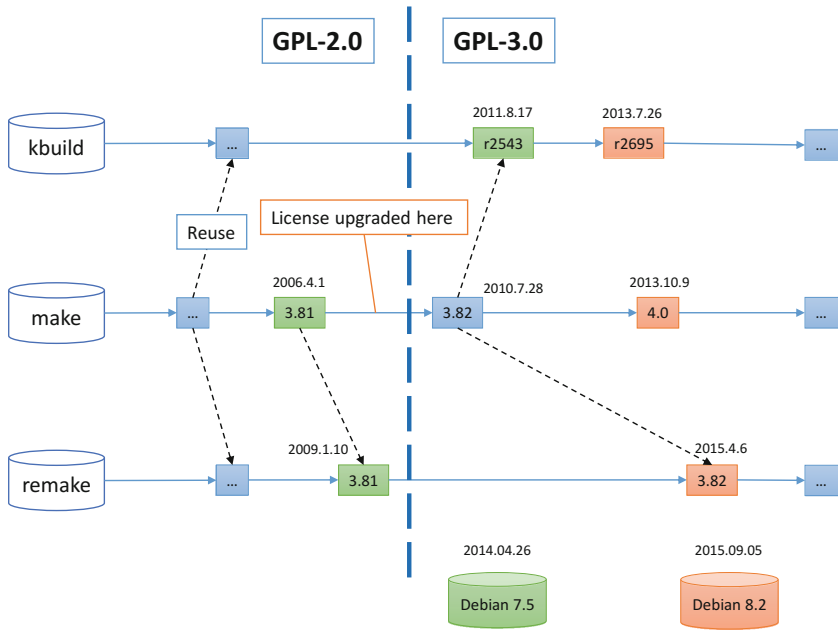 GPL-2.0
GPL-3.0
2011.8.17
2013.7.26
kbuild
...
r2543
r2695
...
License upgraded here
Reuse
2006.4.1
2010.7.28
2013.10.9
make
...
3.81
3.82
4.0
...
2009.1.10
2015.4.6
remake
...
3.81
3.82
...
2014.04.26
2015.09.05
Debian 7.5
Debian 8.2